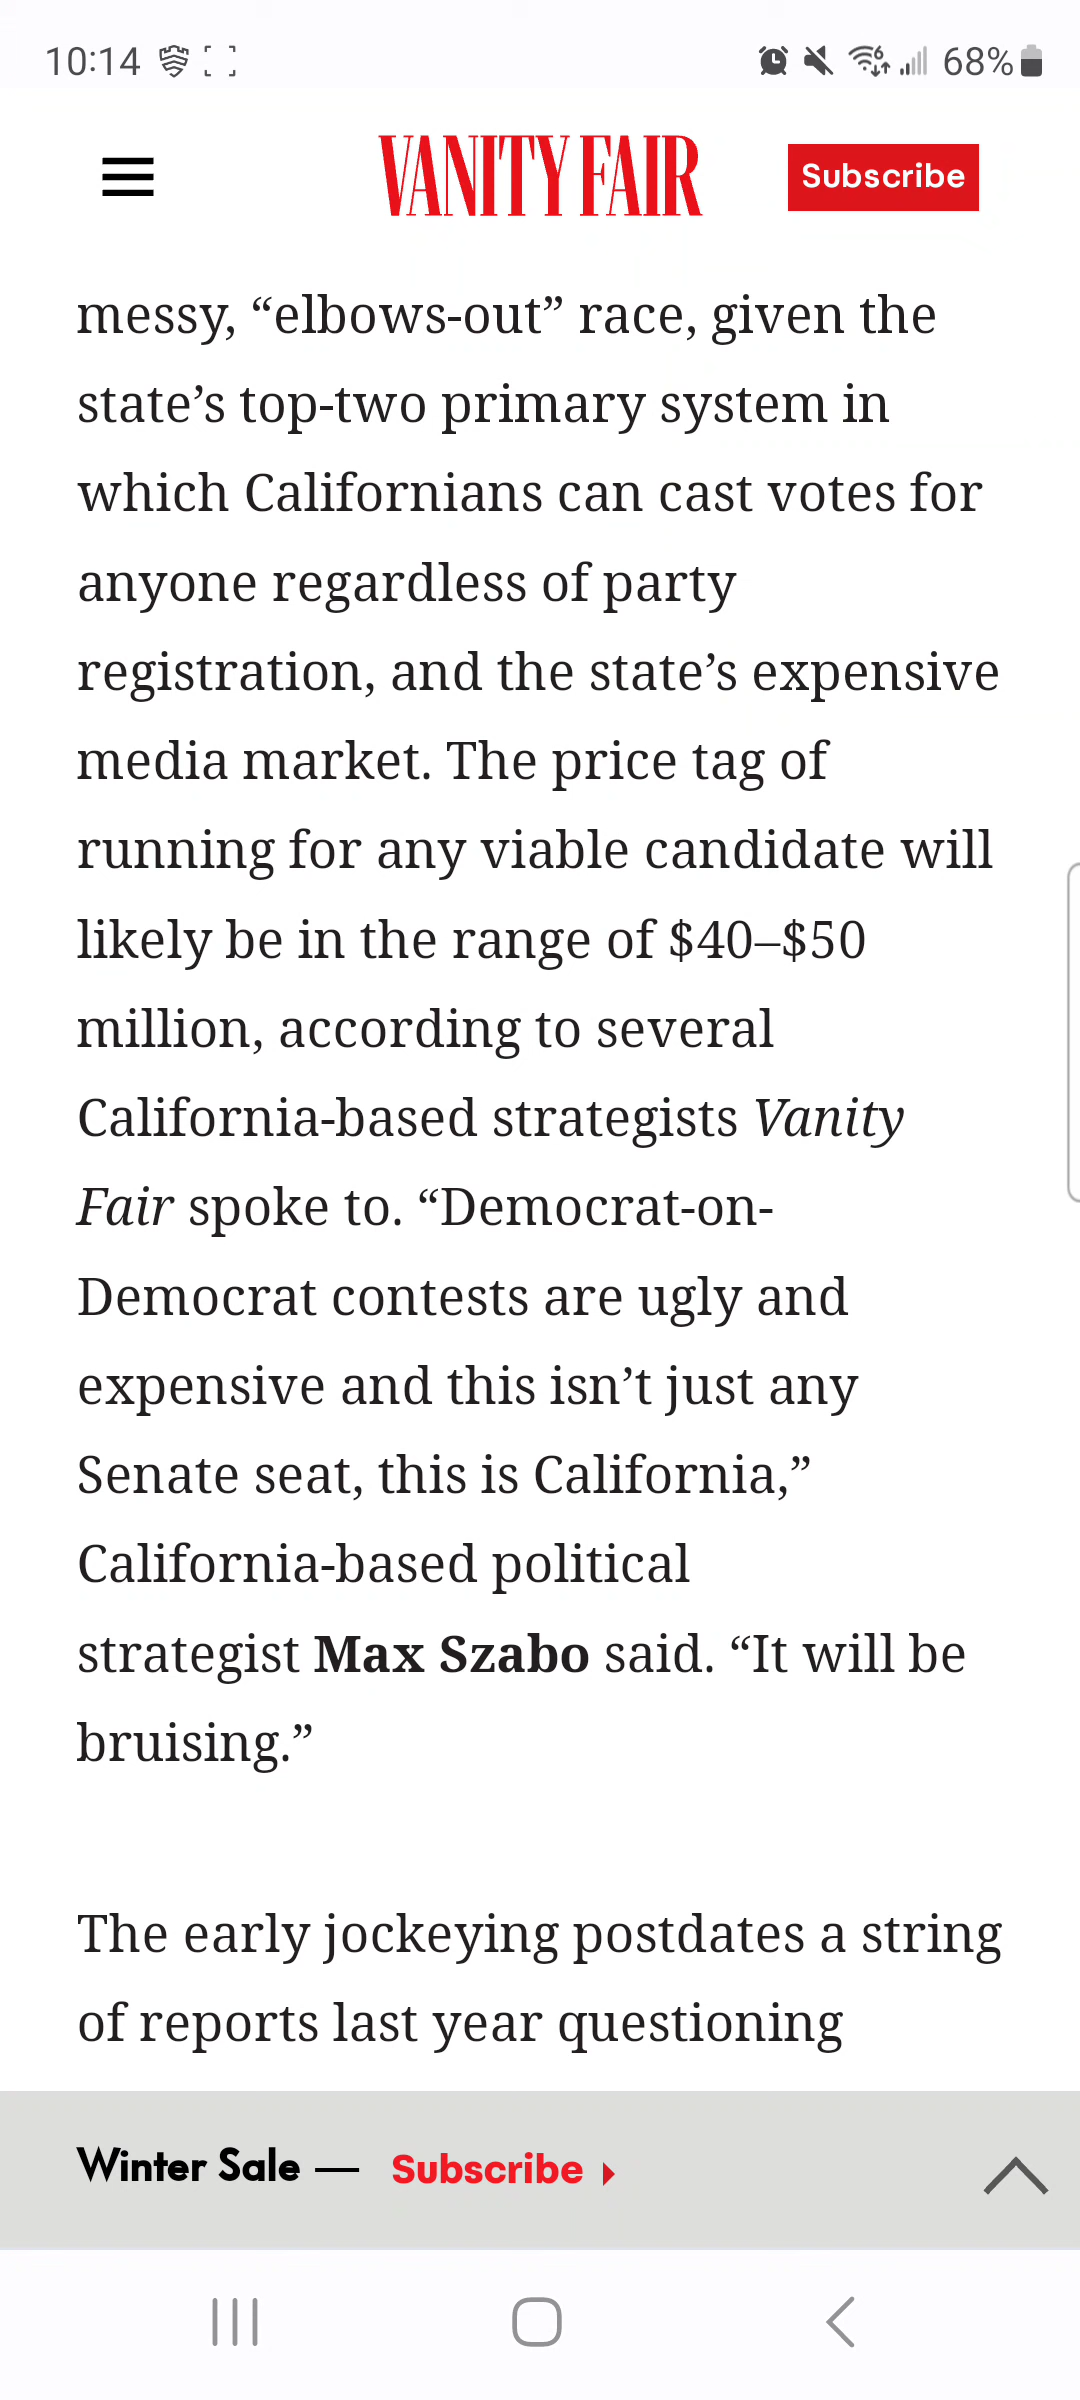 10:14
6
68%
VANITY FAIR
Subscribe
messy, “elbows-out” race, given the
state’s top-two primary system in
which Californians can cast votes for
anyone regardless of party
registration, and the state’s expensive
media market. The price tag of
running for any viable candidate will
likely be in the range of $40–$50
million, according to several
California-based strategists Vanity
Fair spoke to. “Democrat-on-
Democrat contests are ugly and
expensive and this isn’t just any
Senate seat, this is California,”
California-based political
strategist Max Szabo said. “It will be
bruising.”
The early jockeying postdates a string
of reports last year questioning
Winter Sale — Subscribe